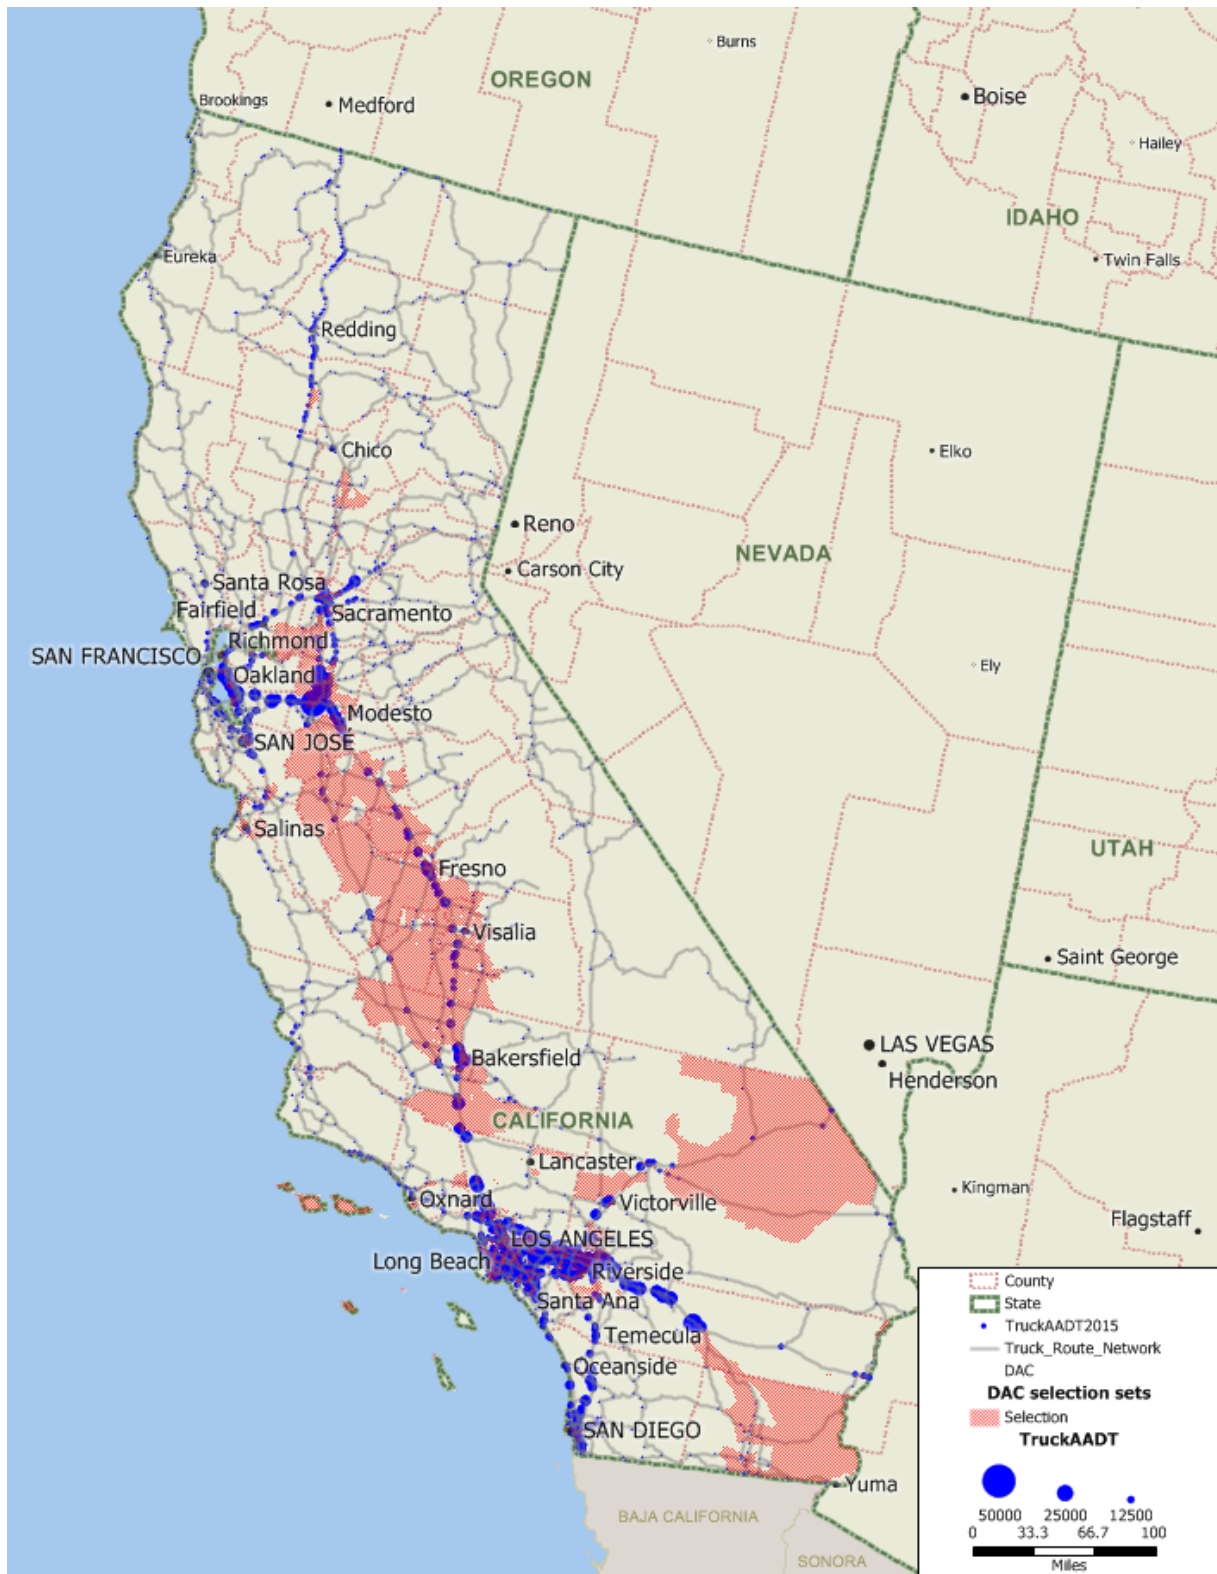 Burns
OREGON
Boise
Brookings
Medford
Hailey
IDAHO
Eureka
Twin Falls
Redding
Chico
Elko
Reno
NEVADA
Carson City
Santa Rosa
Fairfield
Sacramento
Richmond
SAN FRANCISCO
Ely
Oakland
Modesto
SAN JOSÉ
Salinas
UTAH
Fresno
Visalia
Saint George
LAS VEGAS
Bakersfield
Henderson
CALIFORNIA
Lancaster
Kingman
Oxnard
Victorville
Flagstaff
LOS ANGELES
Long Beach
Riverside
Santa Ana
Temecula
Oceanside
SAN DIEGO
Yuma
BAJA CALIFORNIA
SONORA
County
State
TruckAADT2015
Truck_Route_Network
DAC
DAC selection sets
Selection
TruckAADT
50000 25000 12500
0 33.3 66.7 100
Miles